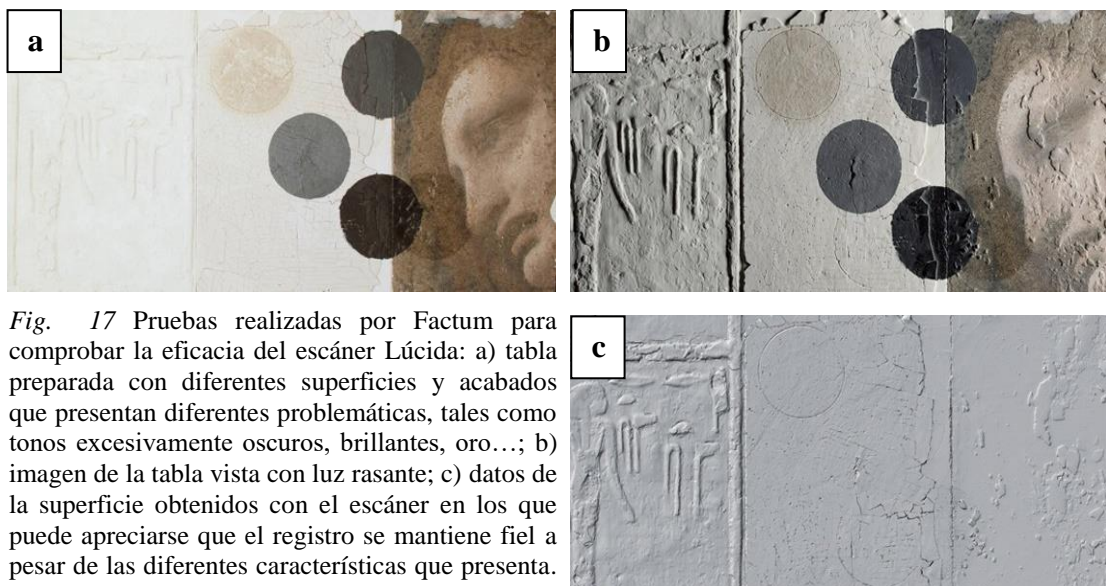 a
b
Fig. 17 Pruebas realizadas por Factum para
comprobar la eficacia del escáner Lúcida: a) tabla
preparada con diferentes superficies y acabados
que presentan diferentes problemáticas, tales como
tonos excesivamente oscuros, brillantes, oro…; b)
imagen de la tabla vista con luz rasante; c) datos de
la superficie obtenidos con el escáner en los que
puede apreciarse que el registro se mantiene fiel a
pesar de las diferentes características que presenta.
c